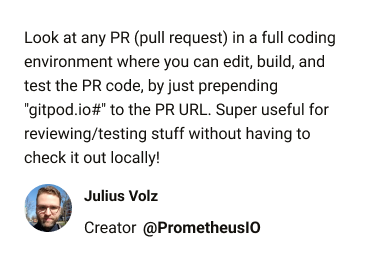 Look at any PR (pull request) in a full coding
environment where you can edit, build, and
test the PR code, by just prepending
"gitpod.io#" to the PR URL. Super useful for
reviewing/testing stuff without having to
check it out locally!
Julius Volz
Creator @PrometheusIO